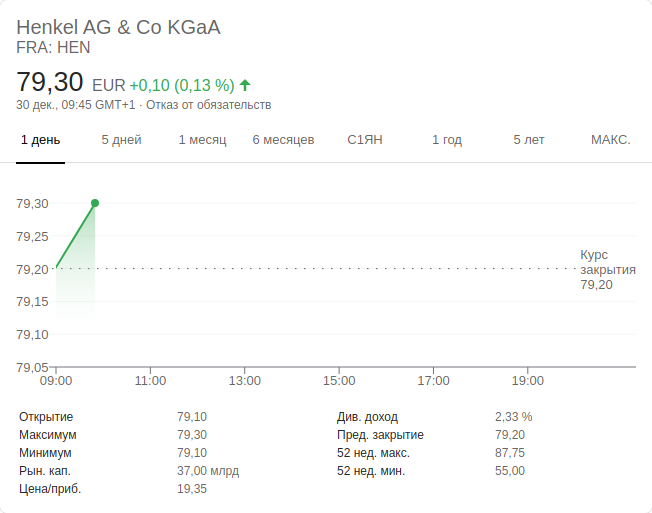 Henkel AG & Co KGaA
FRA: HEN
79,30 EUR +0,10 (0,13 %)
30 дек., 09:45 GMT+1 · Отказ от обязательств
1 день 5 дней 1 месяц 6 месяцев С1ЯН 1 год 5 лет МАКС.
79,30
79,25
79,20
79,15
79,10
79,05
Курс
закрытия
79,20
09:00 11:00 13:00 15:00 17:00 19:00
Открытие 79,10 Див. доход 2,33 %
Максимум 79,30 Пред. закрытие 79,20
Минимум 79,10 52 нед. макс. 87,75
Рын. кап. 37,00 млрд 52 нед. мин. 55,00
Цена/приб. 19,35